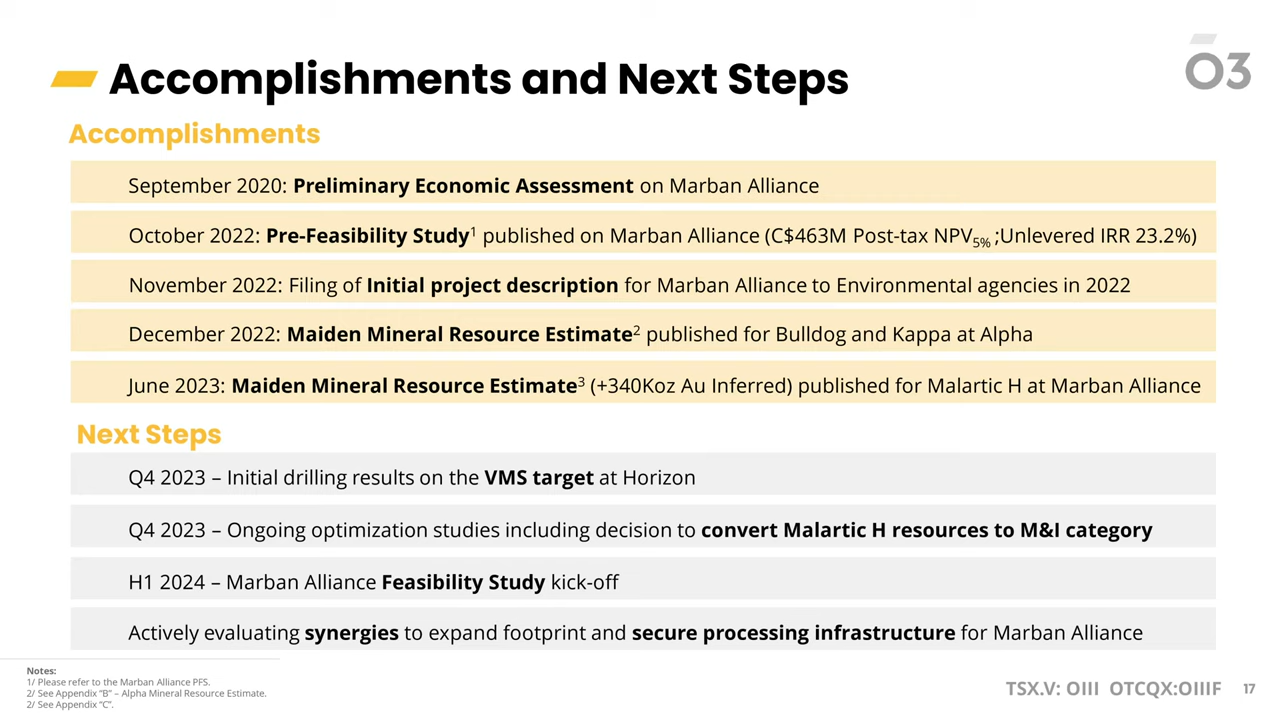 Ō3
Accomplishments and Next Steps
Accomplishments
September 2020: Preliminary Economic Assessment on Marban Alliance
October 2022: Pre-Feasibility Study1 published on Marban Alliance (C$463M Post-tax NPV5% ;Unlevered IRR 23.2%)
November 2022: Filing of Initial project description for Marban Alliance to Environmental agencies in 2022
December 2022: Maiden Mineral Resource Estimate2 published for Bulldog and Kappa at Alpha
June 2023: Maiden Mineral Resource Estimate3 (+340Koz Au Inferred) published for Malartic H at Marban Alliance
Next Steps
Q4 2023 – Initial drilling results on the VMS target at Horizon
Q4 2023 – Ongoing optimization studies including decision to convert Malartic H resources to M&I category
H1 2024 – Marban Alliance Feasibility Study kick-off
Actively evaluating synergies to expand footprint and secure processing infrastructure for Marban Alliance
Notes:
1/ Please refer to the Marban Alliance PFS.
2/ See Appendix “B” – Alpha Mineral Resource Estimate.
2/ See Appendix “C”.
TSX.V: OIII OTCQX:OIIIF 17